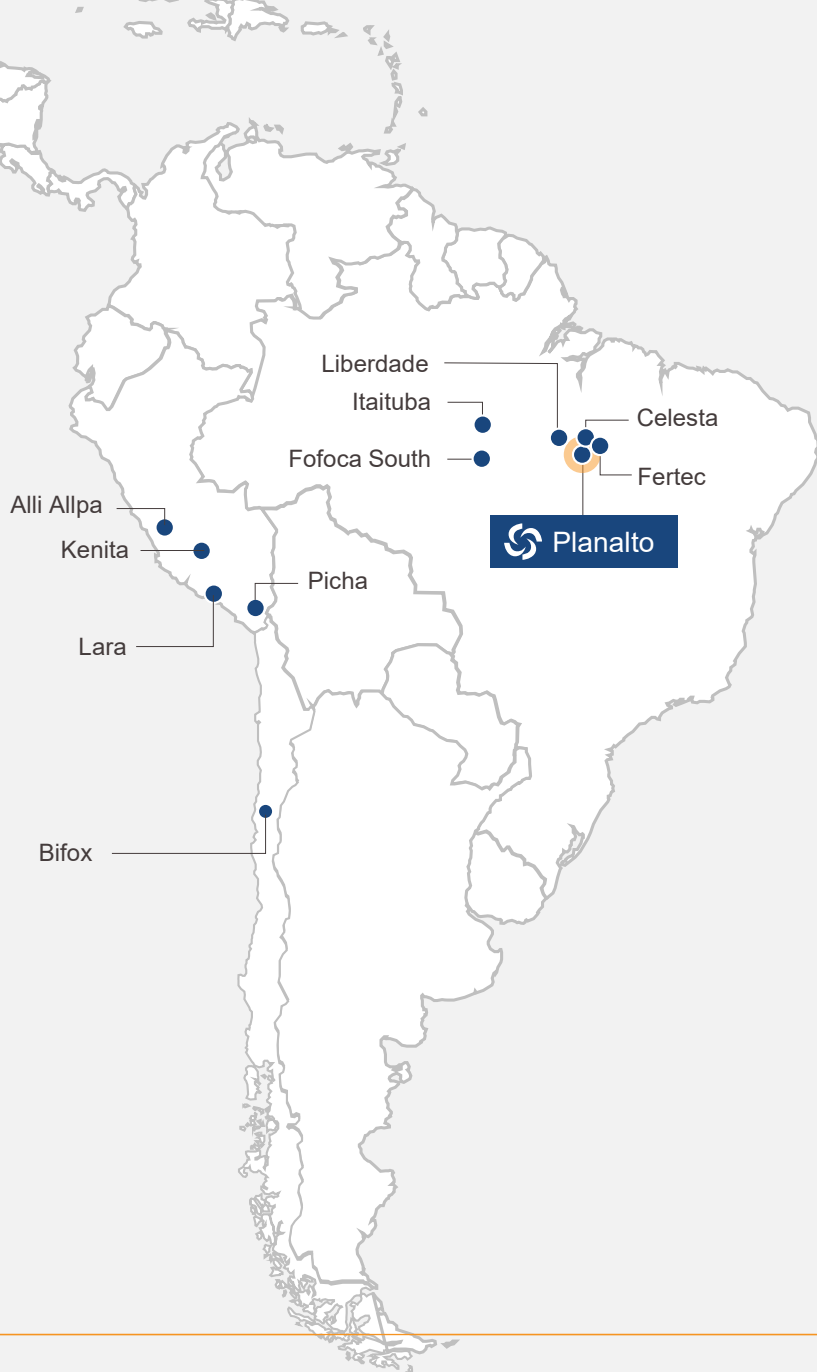 Liberdade
Itaituba
Celesta
Fofoca South
Fertec
Alli Allpa
Planalto
Kenita
Picha
Lara
Bifox